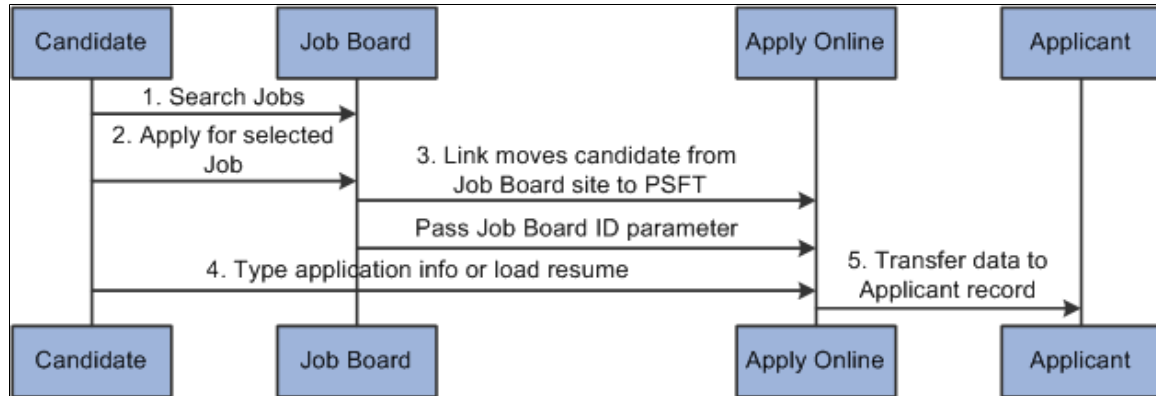 Candidate
Job Board
Apply Online
Applicant
1. Search Jobs
2. Apply for selected
Job
3. Link moves candidate from
Job Board site to PSFT
Pass Job Board ID parameter
4. Type application info or load resume
5. Transfer data to
Applicant record
Candidate
Job Board
Apply Online
Applicant